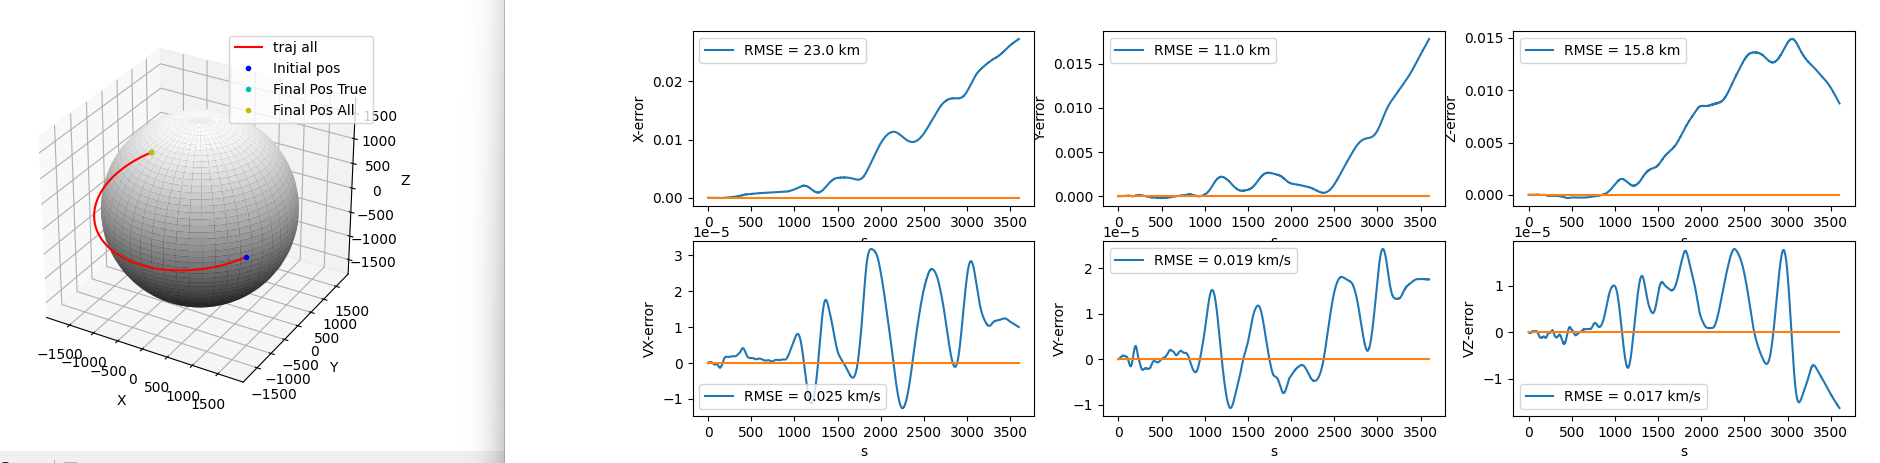 traj all
Initial pos
Final Pos True
Final Pos All
1500
1000
500
0
−500
−1000
−1500
Z
1500
1000
500
0
−500
−1000
−1500
Y
−1500
−1000
−500
0
500
1000
1500
X
RMSE = 23.0 km
X-error
0.02
0.01
0.00
0 500 1000 1500 2000 2500 3000 3500
s
RMSE = 11.0 km
Y-error
0.015
0.010
0.005
0.000
0 500 1000 1500 2000 2500 3000 3500
s
RMSE = 15.8 km
Z-error
0.015
0.010
0.005
0.000
0 500 1000 1500 2000 2500 3000 3500
s
1e−5
VX-error
3
2
1
0
−1
RMSE = 0.025 km/s
0 500 1000 1500 2000 2500 3000 3500
s
1e−5
RMSE = 0.019 km/s
VY-error
2
1
0
−1
0 500 1000 1500 2000 2500 3000 3500
s
1e−5
VZ-error
1
0
−1
RMSE = 0.017 km/s
0 500 1000 1500 2000 2500 3000 3500
s